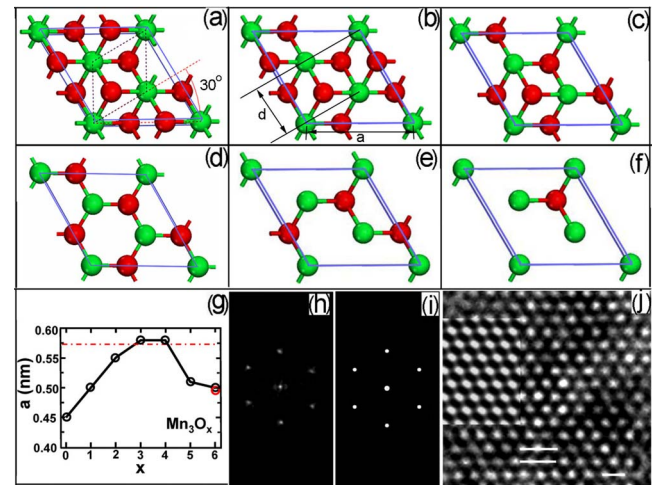 (a) (b) (c)
30°
d
a
(d) (e) (f)
(g) (h) (i) (j)
0.60
0.55
0.50
0.45
0.40
a (nm)
Mn₃Oₓ
0 1 2 3 4 5 6
x